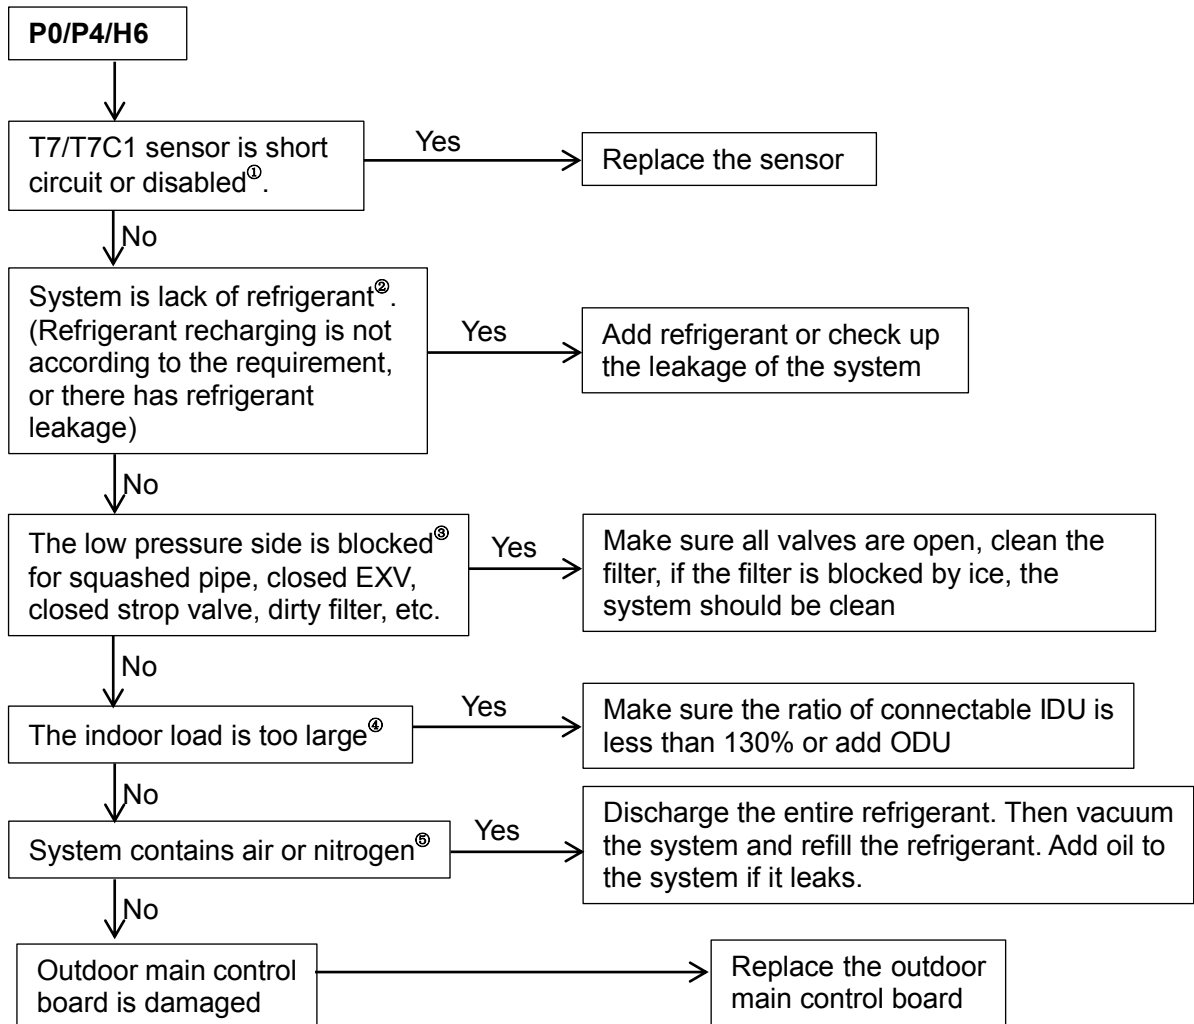 P0/P4/H6
T7/T7C1 sensor is short
circuit or disabled①.
Yes
Replace the sensor
No
System is lack of refrigerant②.
(Refrigerant recharging is not
according to the requirement,
or there has refrigerant
leakage)
Yes
Add refrigerant or check up
the leakage of the system
No
The low pressure side is blocked③
for squashed pipe, closed EXV,
closed strop valve, dirty filter, etc.
Yes
Make sure all valves are open, clean the
filter, if the filter is blocked by ice, the
system should be clean
No
The indoor load is too large④
Yes
Make sure the ratio of connectable IDU is
less than 130% or add ODU
No
System contains air or nitrogen⑤
Yes
Discharge the entire refrigerant. Then vacuum
the system and refill the refrigerant. Add oil to
the system if it leaks.
No
Outdoor main control
board is damaged
Replace the outdoor
main control board